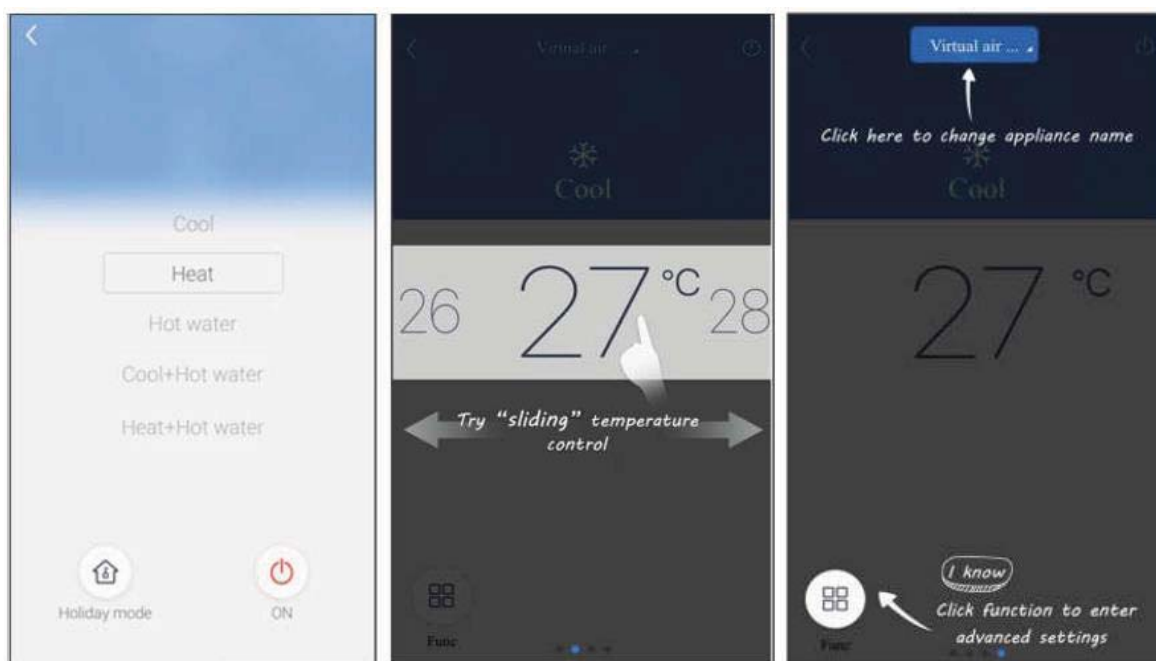 Cool
Heat
Hot water
Cool+Hot water
Heat+Hot water
Holiday mode
ON
Virtual air ...
Cool
26
27 °C
28
Try “sliding” temperature
control
Func
Virtual air ...
Click here to change appliance name
Cool
27 °C
I know
Click function to enter
advanced settings
Func